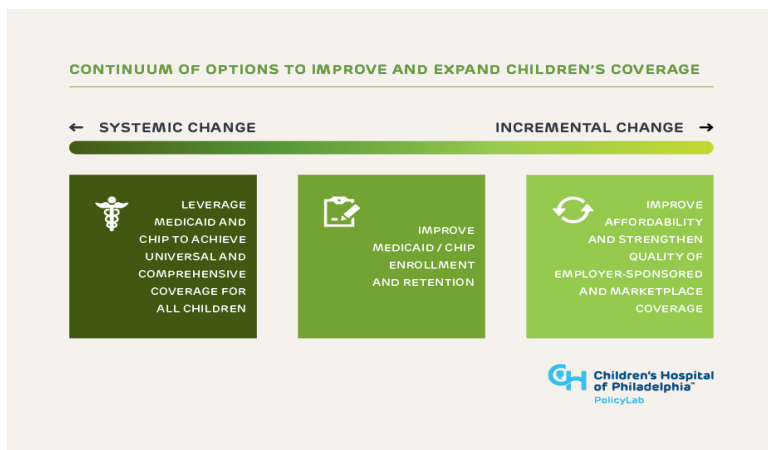 CONTINUUM OF OPTIONS TO IMPROVE AND EXPAND CHILDREN'S COVERAGE
← SYSTEMIC CHANGE
INCREMENTAL CHANGE →
LEVERAGE
MEDICAID AND
CHIP TO ACHIEVE
UNIVERSAL AND
COMPREHENSIVE
COVERAGE FOR
ALL CHILDREN
IMPROVE
MEDICAID / CHIP
ENROLLMENT
AND RETENTION
IMPROVE
AFFORDABILITY
AND STRENGTHEN
QUALITY OF
EMPLOYER-SPONSORED
AND MARKETPLACE
COVERAGE
CH Children's Hospital
of Philadelphia™
PolicyLab